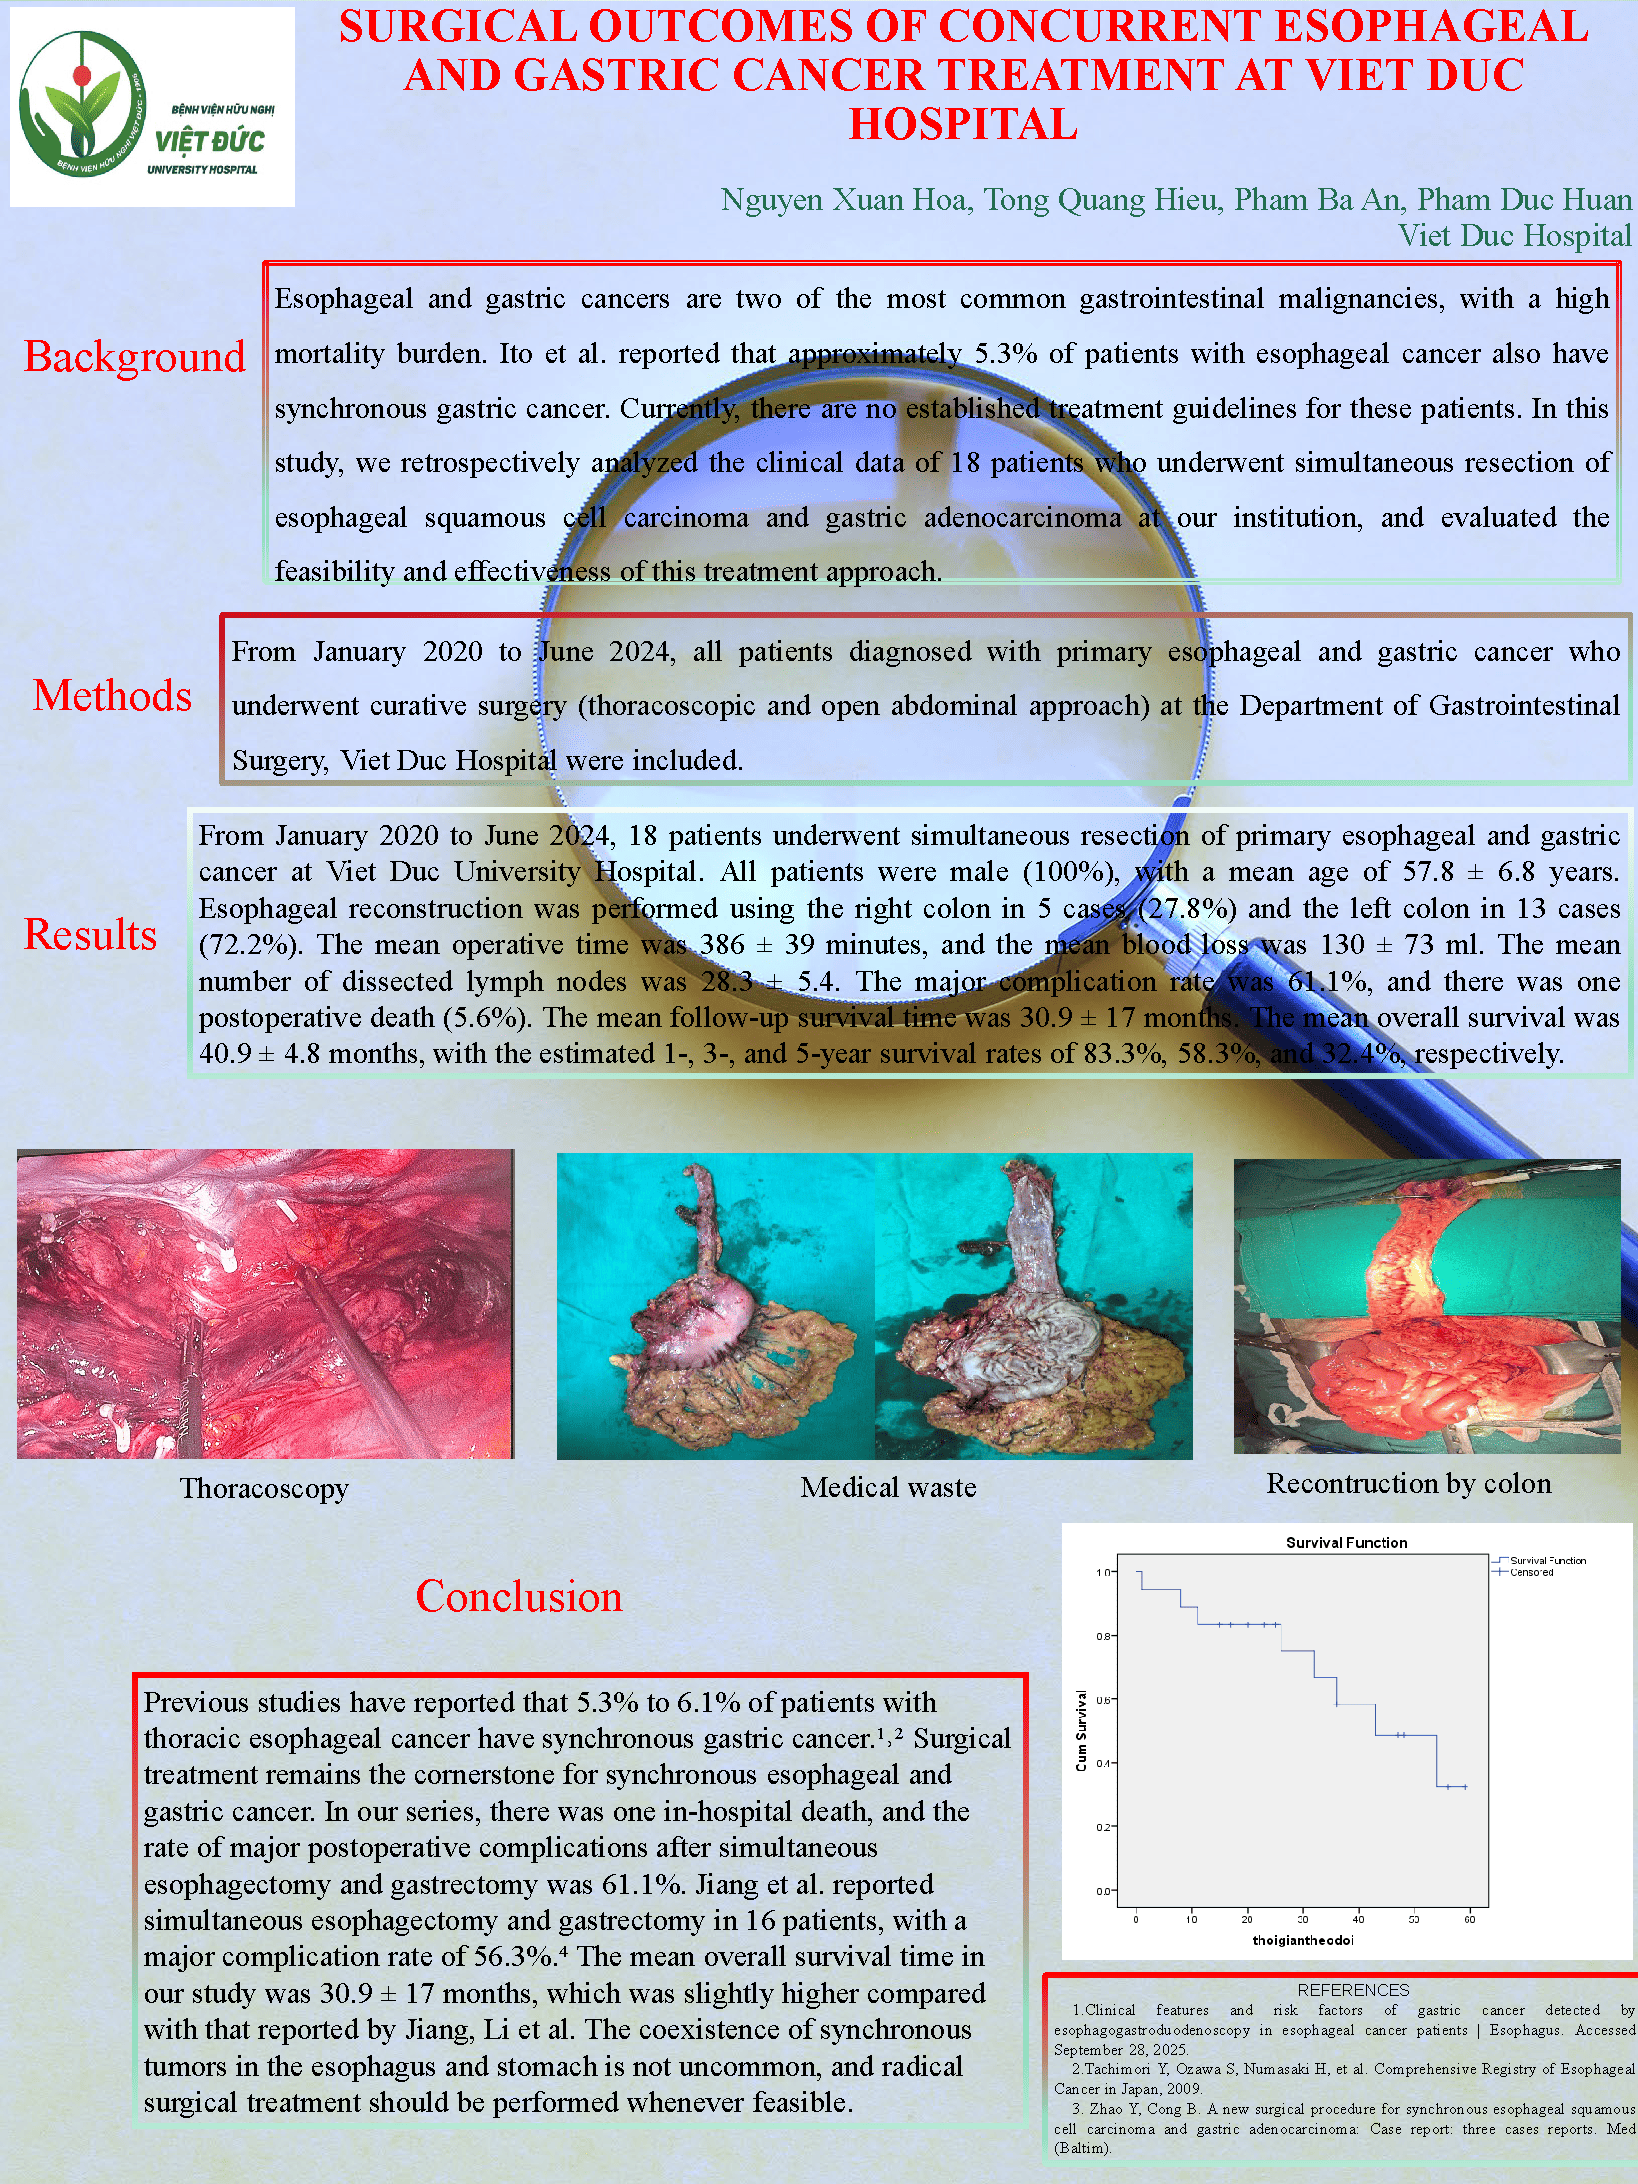 BỆNH VIỆN HỮU NGHỊ VIỆT ĐỨC • 1906
BỆNH VIỆN HỮU NGHỊ
VIỆT ĐỨC
UNIVERSITY HOSPITAL
SURGICAL OUTCOMES OF CONCURRENT ESOPHAGEAL
AND GASTRIC CANCER TREATMENT AT VIET DUC
HOSPITAL
Nguyen Xuan Hoa, Tong Quang Hieu, Pham Ba An, Pham Duc Huan
Viet Duc Hospital
Background
Esophageal and gastric cancers are two of the most common gastrointestinal malignancies, with a high
mortality burden. Ito et al. reported that approximately 5.3% of patients with esophageal cancer also have
synchronous gastric cancer. Currently, there are no established treatment guidelines for these patients. In this
study, we retrospectively analyzed the clinical data of 18 patients who underwent simultaneous resection of
esophageal squamous cell carcinoma and gastric adenocarcinoma at our institution, and evaluated the
feasibility and effectiveness of this treatment approach.
Methods
From January 2020 to June 2024, all patients diagnosed with primary esophageal and gastric cancer who
underwent curative surgery (thoracoscopic and open abdominal approach) at the Department of Gastrointestinal
Surgery, Viet Duc Hospital were included.
Results
From January 2020 to June 2024, 18 patients underwent simultaneous resection of primary esophageal and gastric
cancer at Viet Duc University Hospital. All patients were male (100%), with a mean age of 57.8 ± 6.8 years.
Esophageal reconstruction was performed using the right colon in 5 cases (27.8%) and the left colon in 13 cases
(72.2%). The mean operative time was 386 ± 39 minutes, and the mean blood loss was 130 ± 73 ml. The mean
number of dissected lymph nodes was 28.3 ± 5.4. The major complication rate was 61.1%, and there was one
postoperative death (5.6%). The mean follow-up survival time was 30.9 ± 17 months. The mean overall survival was
40.9 ± 4.8 months, with the estimated 1-, 3-, and 5-year survival rates of 83.3%, 58.3%, and 32.4%, respectively.
Thoracoscopy
Medical waste
Recontruction by colon
Conclusion
Previous studies have reported that 5.3% to 6.1% of patients with
thoracic esophageal cancer have synchronous gastric cancer.¹˒² Surgical
treatment remains the cornerstone for synchronous esophageal and
gastric cancer. In our series, there was one in-hospital death, and the
rate of major postoperative complications after simultaneous
esophagectomy and gastrectomy was 61.1%. Jiang et al. reported
simultaneous esophagectomy and gastrectomy in 16 patients, with a
major complication rate of 56.3%.⁴ The mean overall survival time in
our study was 30.9 ± 17 months, which was slightly higher compared
with that reported by Jiang, Li et al. The coexistence of synchronous
tumors in the esophagus and stomach is not uncommon, and radical
surgical treatment should be performed whenever feasible.
Survival Function
Survival Function
Censored
1.0
0.8
0.6
0.4
0.2
0.0
Cum Survival
0 10 20 30 40 50 60
thoigiantheodoi
REFERENCES
1.Clinical features and risk factors of gastric cancer detected by
esophagogastroduodenoscopy in esophageal cancer patients | Esophagus. Accessed
September 28, 2025.
2.Tachimori Y, Ozawa S, Numasaki H, et al. Comprehensive Registry of Esophageal
Cancer in Japan, 2009.
3. Zhao Y, Cong B. A new surgical procedure for synchronous esophageal squamous
cell carcinoma and gastric adenocarcinoma: Case report: three cases reports. Med
(Baltim).